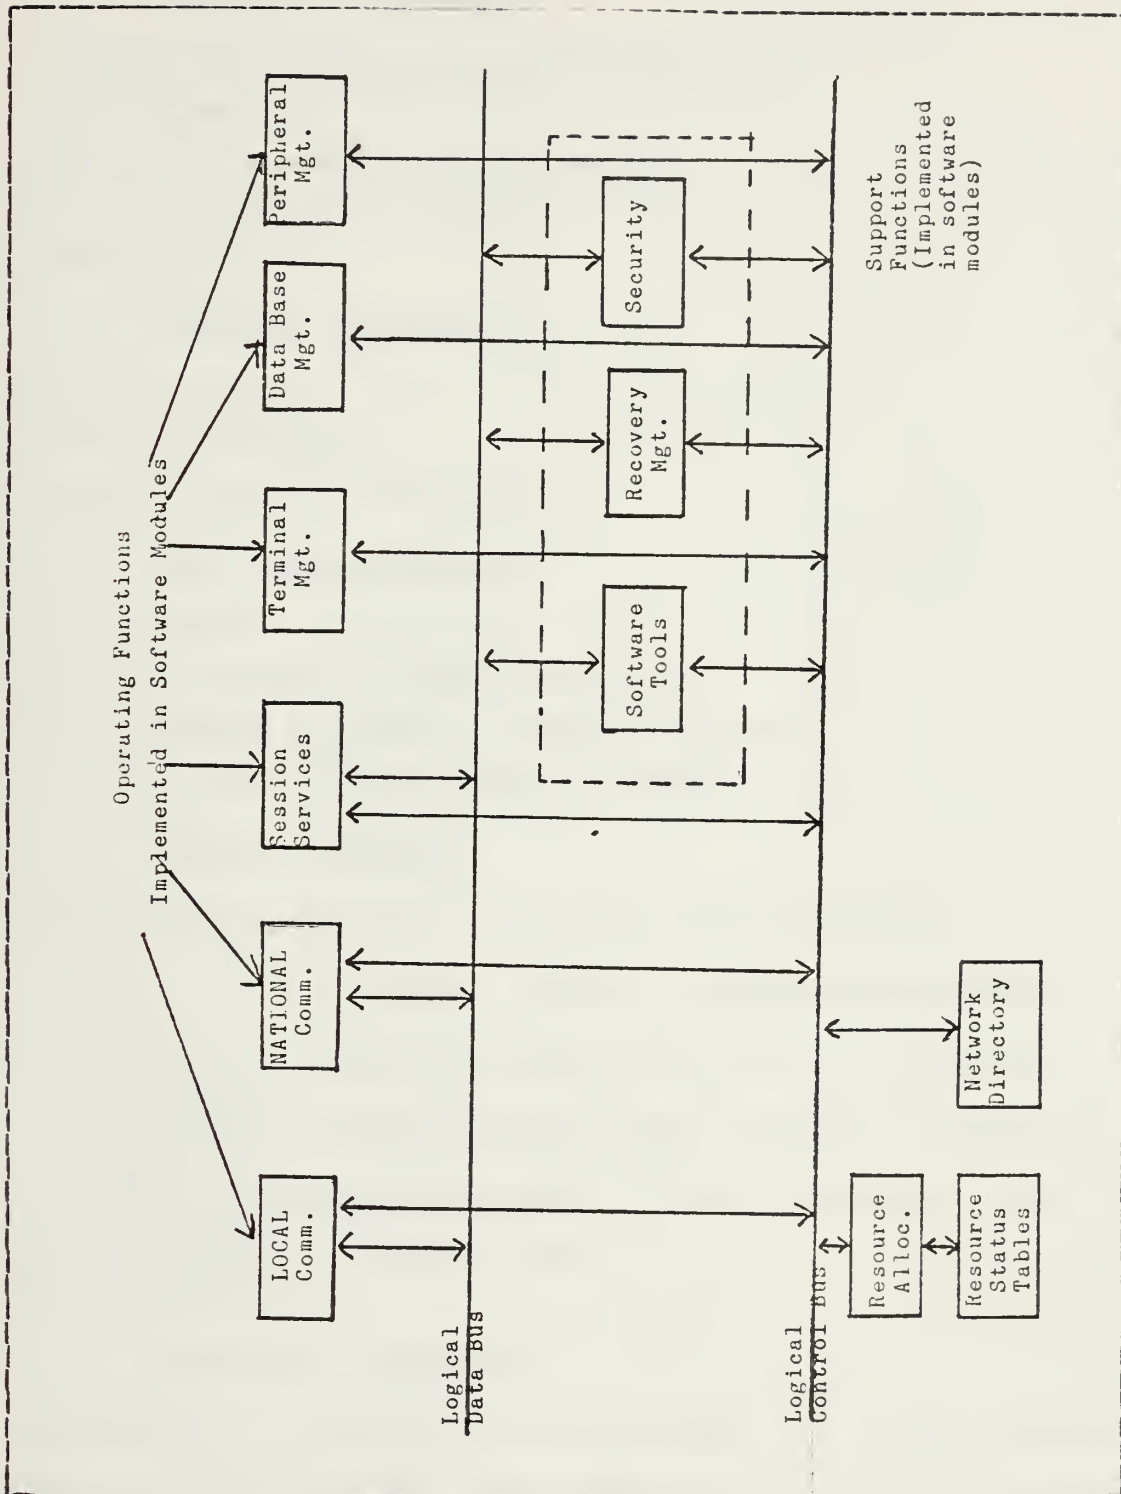 Operating Functions
Implemented in Software Modules
LOCAL
Comm.
NATIONAL
Comm.
Session
Services
Terminal
Mgt.
Data Base
Mgt.
Peripheral
Mgt.
Logical
Data Bus
Software
Tools
Recovery
Mgt.
Security
Logical
Control Bus
Resource
Alloc.
Resource
Status
Tables
Network
Directory
Support
Functions
(Implemented
in software
modules)